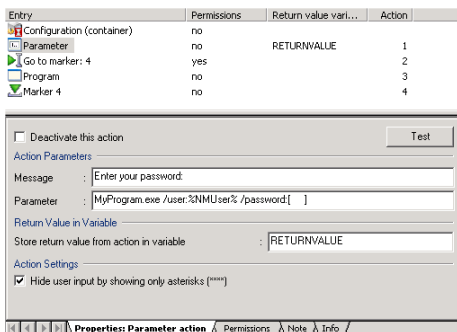 Entry Permissions Return value vari... Action
Configuration (container) no
Parameter no RETURNVALUE 1
Go to marker: 4 yes 2
Program no 3
Marker 4 no 4
Deactivate this action Test
Action Parameters
Message : Enter your password:
Parameter : MyProgram.exe /user:%NMUser% /password:[ ]
Return Value in Variable
Store return value from action in variable : RETURNVALUE
Action Settings
Hide user input by showing only asterisks (****)
Properties: Parameter action Permissions Note Info